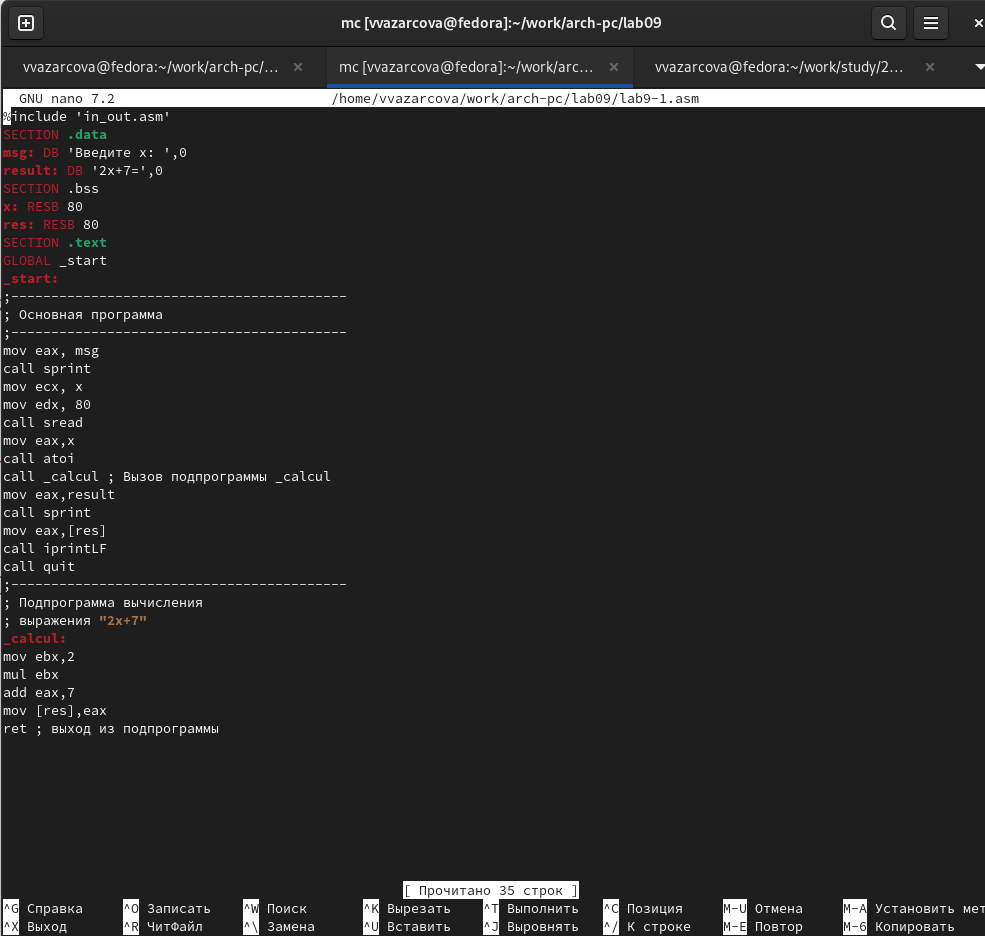 mc [vvazarcova@fedora]:~/work/arch-pc/lab09
vvazarcova@fedora:~/work/arch-pc/... × mc [vvazarcova@fedora]:~/work/arc... × vvazarcova@fedora:~/work/study/2... ×
GNU nano 7.2 /home/vvazarcova/work/arch-pc/lab09/lab9-1.asm
%include 'in_out.asm'
SECTION .data
msg: DB 'Введите x: ',0
result: DB '2x+7=',0
SECTION .bss
x: RESB 80
res: RESB 80
SECTION .text
GLOBAL _start
_start:
;------------------------------------------
; Основная программа
;------------------------------------------
mov eax, msg
call sprint
mov ecx, x
mov edx, 80
call sread
mov eax,x
call atoi
call _calcul ; Вызов подпрограммы _calcul
mov eax,result
call sprint
mov eax,[res]
call iprintLF
call quit
;------------------------------------------
; Подпрограмма вычисления
; выражения "2x+7"
_calcul:
mov ebx,2
mul ebx
add eax,7
mov [res],eax
ret ; выход из подпрограммы
[ Прочитано 35 строк ]
^G Справка ^O Записать ^W Поиск ^K Вырезать ^T Выполнить ^C Позиция M-U Отмена M-A Установить мет
^X Выход ^R ЧитФайл ^\ Замена ^U Вставить ^J Выровнять ^/ К строке M-E Повтор M-6 Копировать